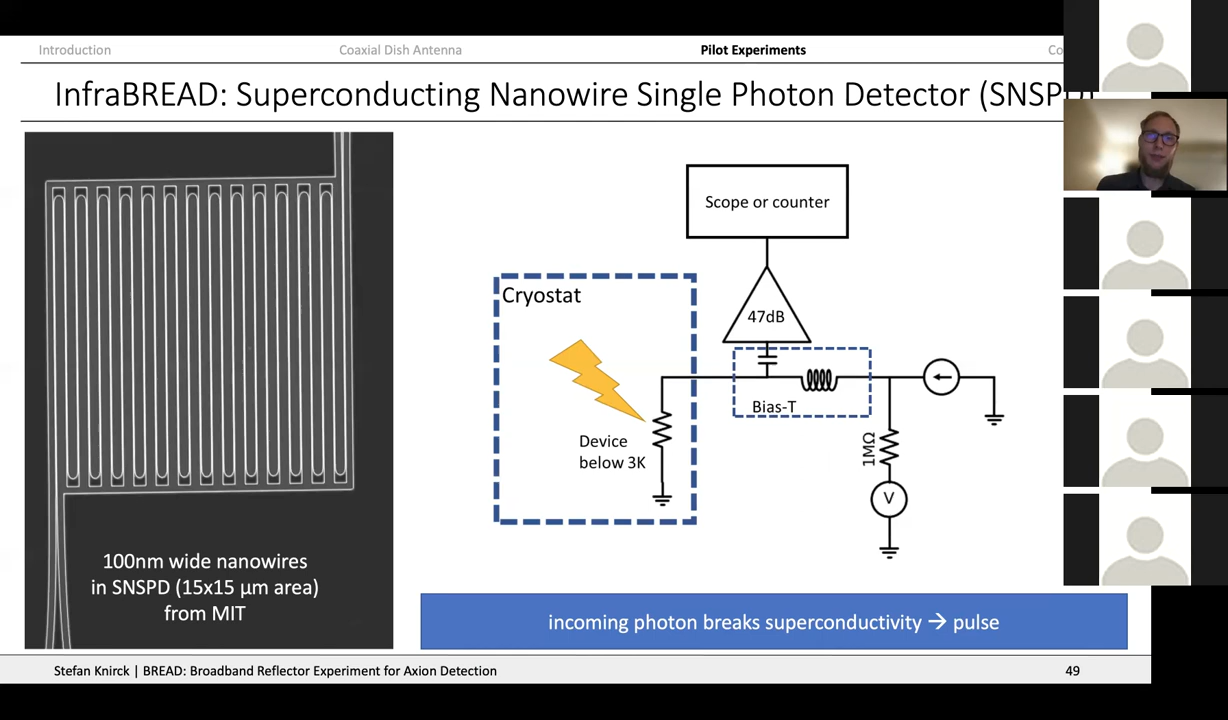 Introduction
Coaxial Dish Antenna
Pilot Experiments
Co
InfraBREAD: Superconducting Nanowire Single Photon Detector (SNSPD)
100nm wide nanowires
in SNSPD (15x15 μm area)
from MIT
Scope or counter
Cryostat
47dB
Bias-T
Device
below 3K
1MΩ
V
incoming photon breaks superconductivity → pulse
Stefan Knirck | BREAD: Broadband Reflector Experiment for Axion Detection
49